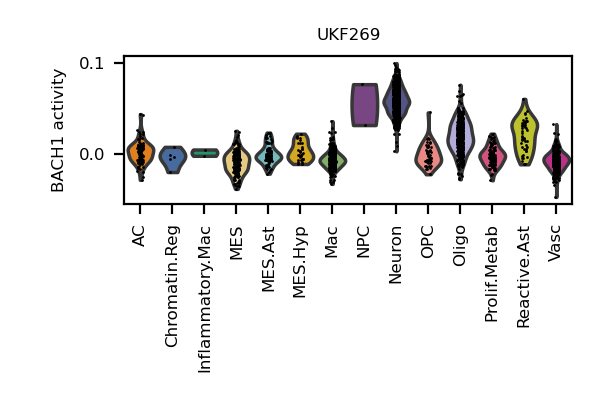 UKF269
BACH1 activity
0.1
0.0
AC
Chromatin.Reg
Inflammatory.Mac
MES
MES.Ast
MES.Hyp
Mac
NPC
Neuron
OPC
Oligo
Prolif.Metab
Reactive.Ast
Vasc